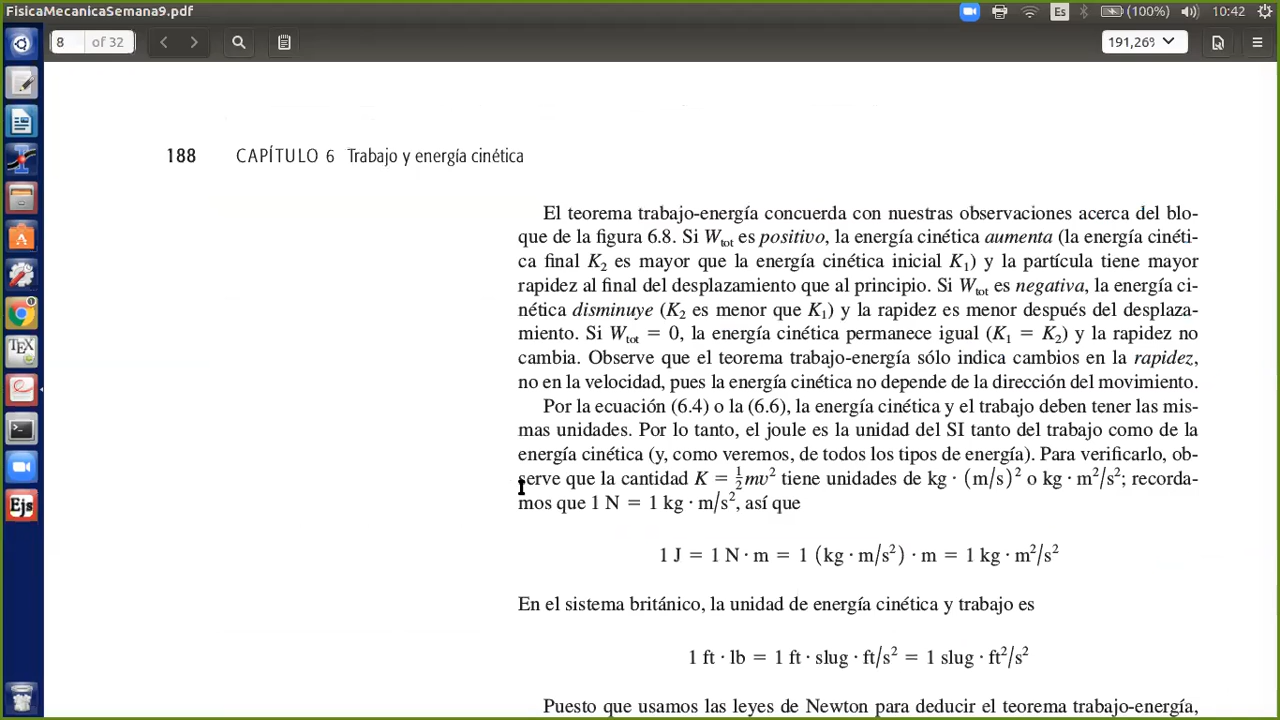 FisicaMecanicaSemana9.pdf
Es
(100%)
10:42
8
of 32
191,26%
188 CAPÍTULO 6 Trabajo y energía cinética
El teorema trabajo-energía concuerda con nuestras observaciones acerca del blo-
que de la figura 6.8. Si Wtot es positivo, la energía cinética aumenta (la energía cinéti-
ca final K2 es mayor que la energía cinética inicial K1) y la partícula tiene mayor
rapidez al final del desplazamiento que al principio. Si Wtot es negativa, la energía ci-
nética disminuye (K2 es menor que K1) y la rapidez es menor después del desplaza-
miento. Si Wtot = 0, la energía cinética permanece igual (K1 = K2) y la rapidez no
cambia. Observe que el teorema trabajo-energía sólo indica cambios en la rapidez,
no en la velocidad, pues la energía cinética no depende de la dirección del movimiento.
Por la ecuación (6.4) o la (6.6), la energía cinética y el trabajo deben tener las mis-
mas unidades. Por lo tanto, el joule es la unidad del SI tanto del trabajo como de la
energía cinética (y, como veremos, de todos los tipos de energía). Para verificarlo, ob-
serve que la cantidad K = ½mv² tiene unidades de kg · (m/s)² o kg · m²/s²; recorda-
mos que 1 N = 1 kg · m/s², así que
1 J = 1 N · m = 1 (kg · m/s²) · m = 1 kg · m²/s²
En el sistema británico, la unidad de energía cinética y trabajo es
1 ft · lb = 1 ft · slug · ft/s² = 1 slug · ft²/s²
Puesto que usamos las leyes de Newton para deducir el teorema trabajo-energía,
TEX
Ejs